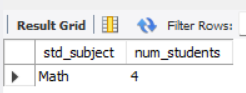 Result Grid Filter Rows:
std_subject num_students
Math 4